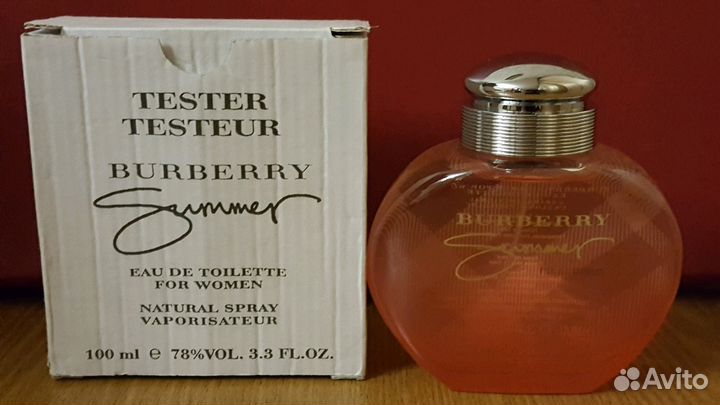 TESTER
TESTEUR
BURBERRY
Summer
EAU DE TOILETTE
FOR WOMEN
NATURAL SPRAY
VAPORISATEUR
100 ml e 78%VOL. 3.3 FL.OZ.
BURBERRY
Summer
Avito